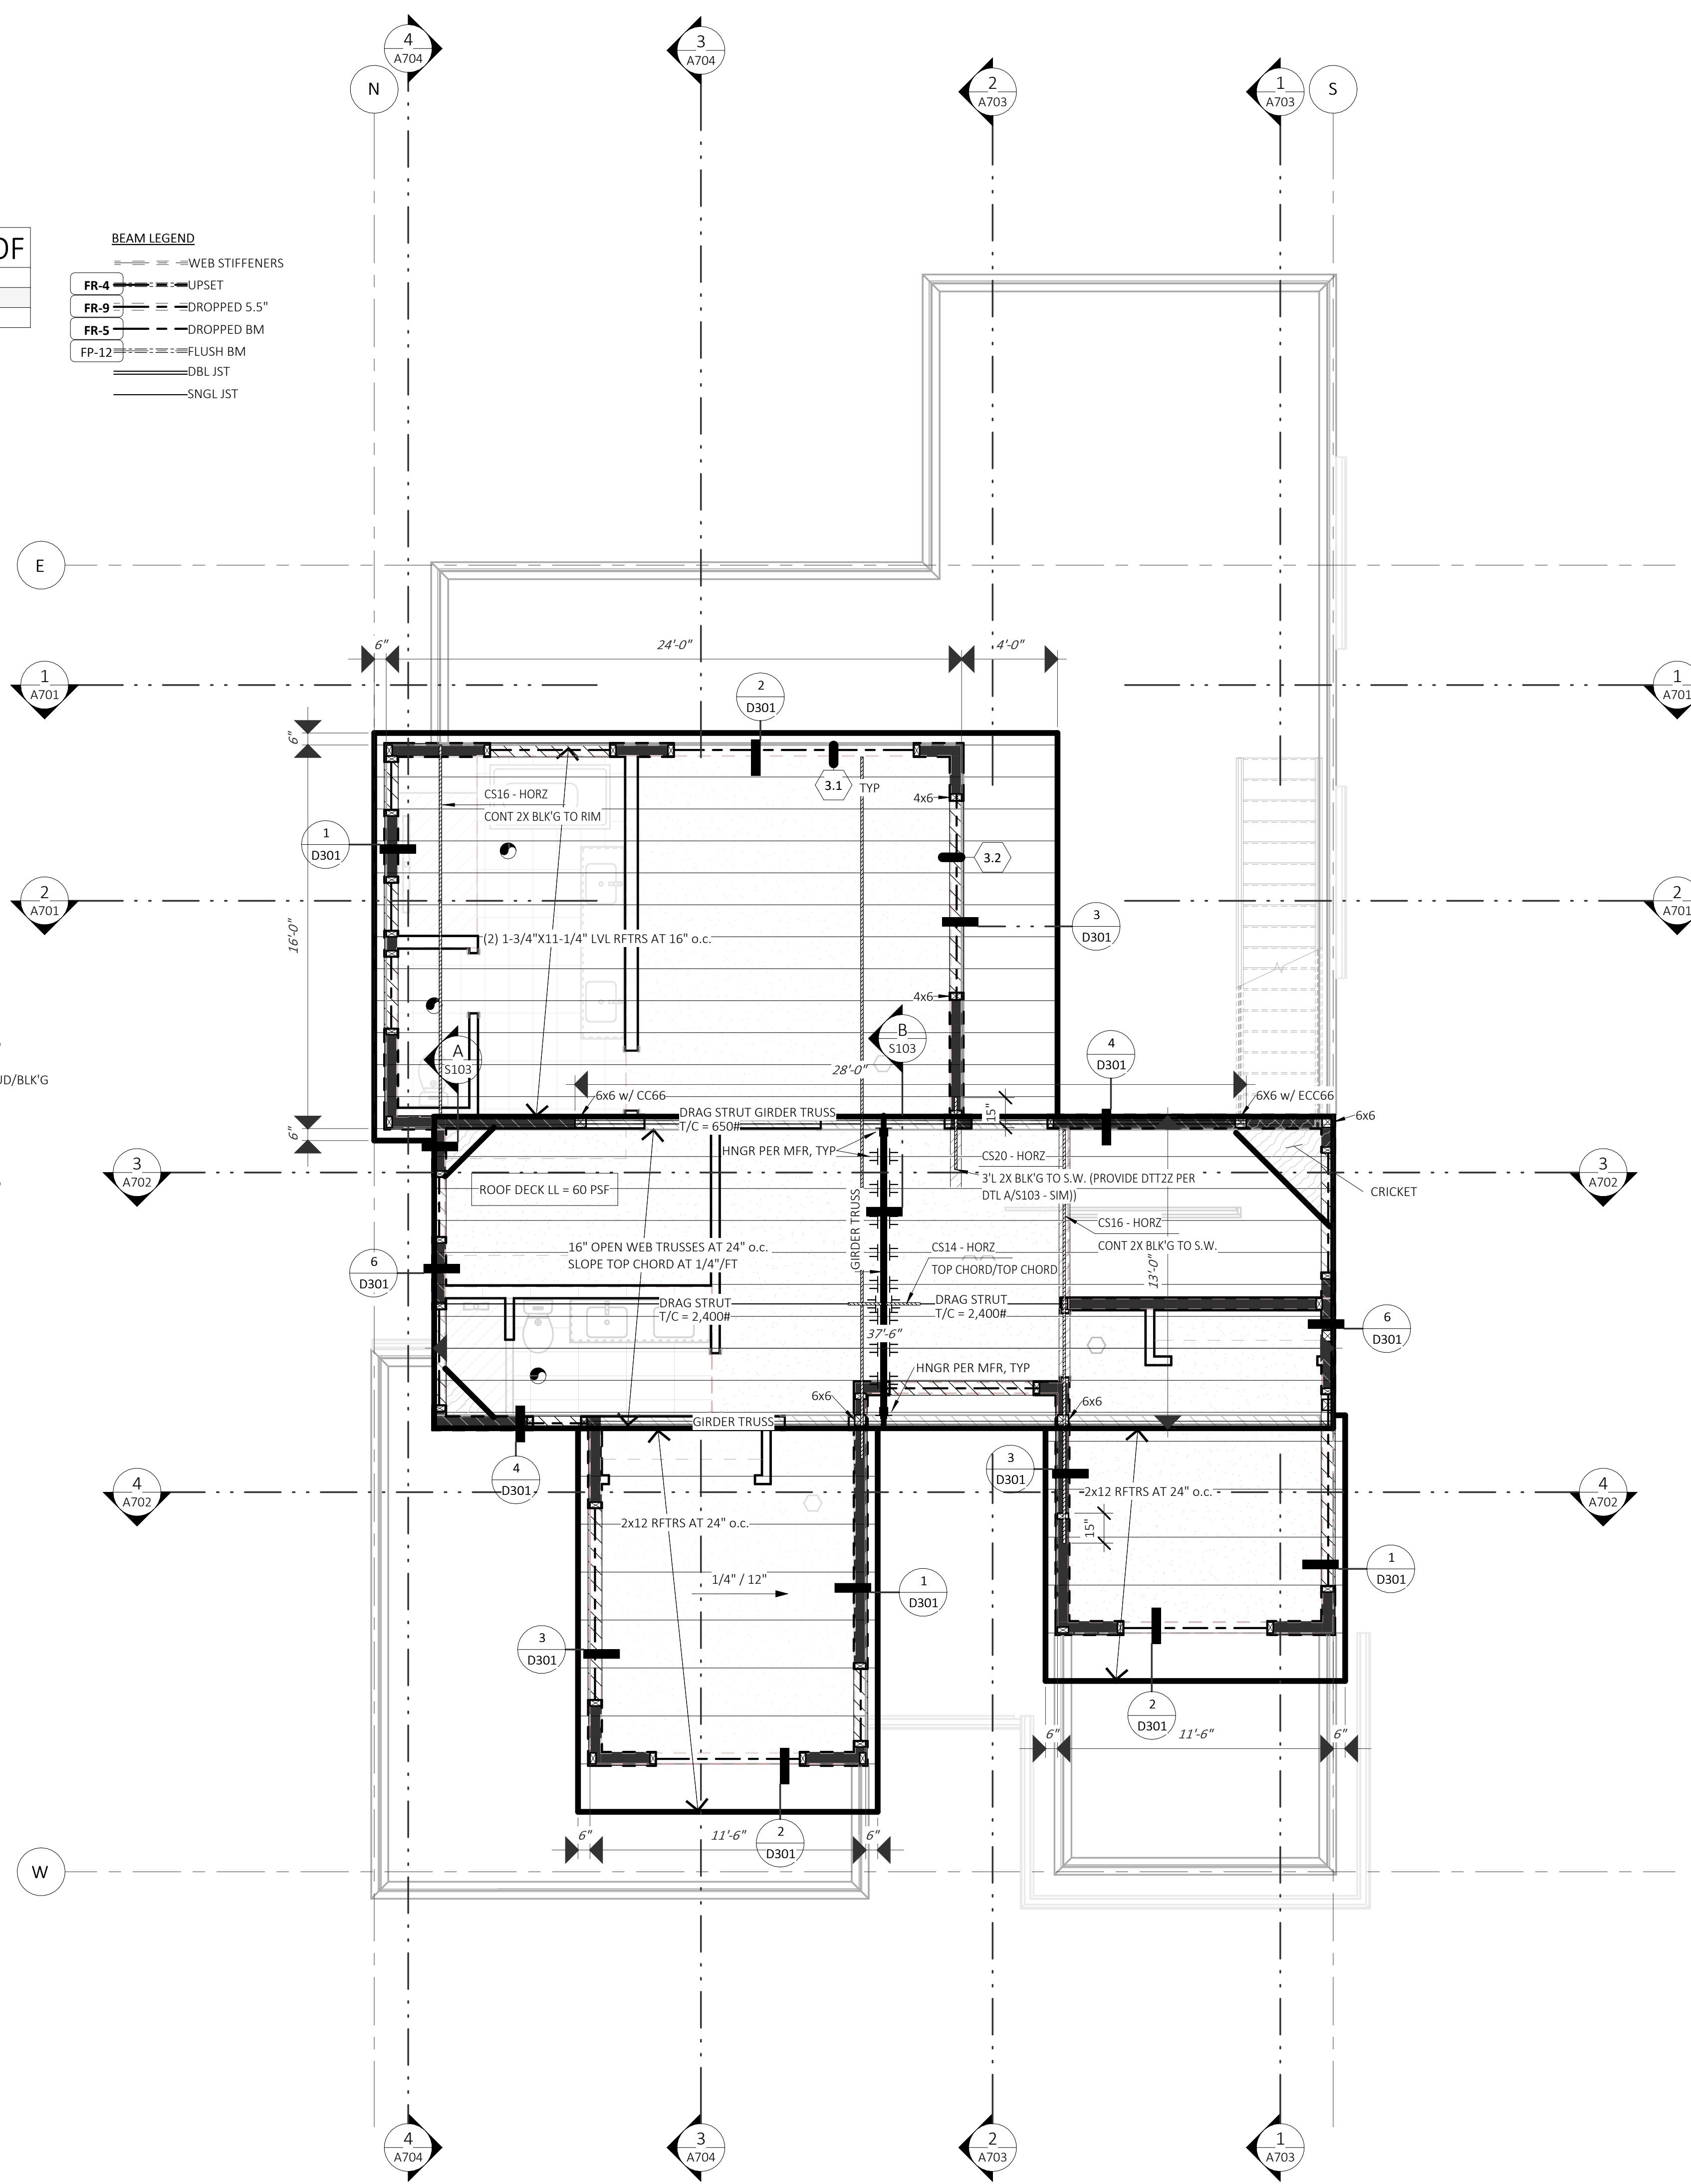 4
A704
3
A704
2
A703
1
A703
N
S
OF
BEAM LEGEND
WEB STIFFENERS
FR-4
UPSET
FR-9
DROPPED 5.5"
FR-5
DROPPED BM
FP-12
FLUSH BM
DBL JST
SNGL JST
E
6"
24'-0"
4'-0"
1
A701
1
A701
2
D301
6"
3.1
TYP
CS16 - HORZ
CONT 2X BLK'G TO RIM
4x6
1
D301
3.2
2
A701
2
A701
3
D301
16'-0"
(2) 1-3/4"X11-1/4" LVL RFTRS AT 16" o.c.
4x6
A
S103
B
S103
4
D301
UD/BLK'G
28'-0"
6x6 w/ CC66
6X6 w/ ECC66
6x6
DRAG STRUT GIRDER TRUSS
T/C = 650#
15"
6"
HNGR PER MFR, TYP
CS20 - HORZ
3'L 2X BLK'G TO S.W. (PROVIDE DTT2Z PER
DTL A/S103 - SIM))
3
A702
3
A702
ROOF DECK LL = 60 PSF
CRICKET
GIRDER TRUSS
CS16 - HORZ
CONT 2X BLK'G TO S.W.
16" OPEN WEB TRUSSES AT 24" o.c.
SLOPE TOP CHORD AT 1/4"/FT
CS14 - HORZ
TOP CHORD/TOP CHORD
13'-0"
6
D301
DRAG STRUT
T/C = 2,400#
DRAG STRUT
T/C = 2,400#
37'-6"
6
D301
HNGR PER MFR, TYP
6x6
6x6
GIRDER TRUSS
4
D301
3
D301
4
A702
4
A702
2x12 RFTRS AT 24" o.c.
2x12 RFTRS AT 24" o.c.
15"
1/4" / 12"
1
D301
1
D301
3
D301
2
D301
6"
11'-6"
6"
6"
11'-6"
2
D301
6"
W
4
A704
3
A704
2
A703
1
A703